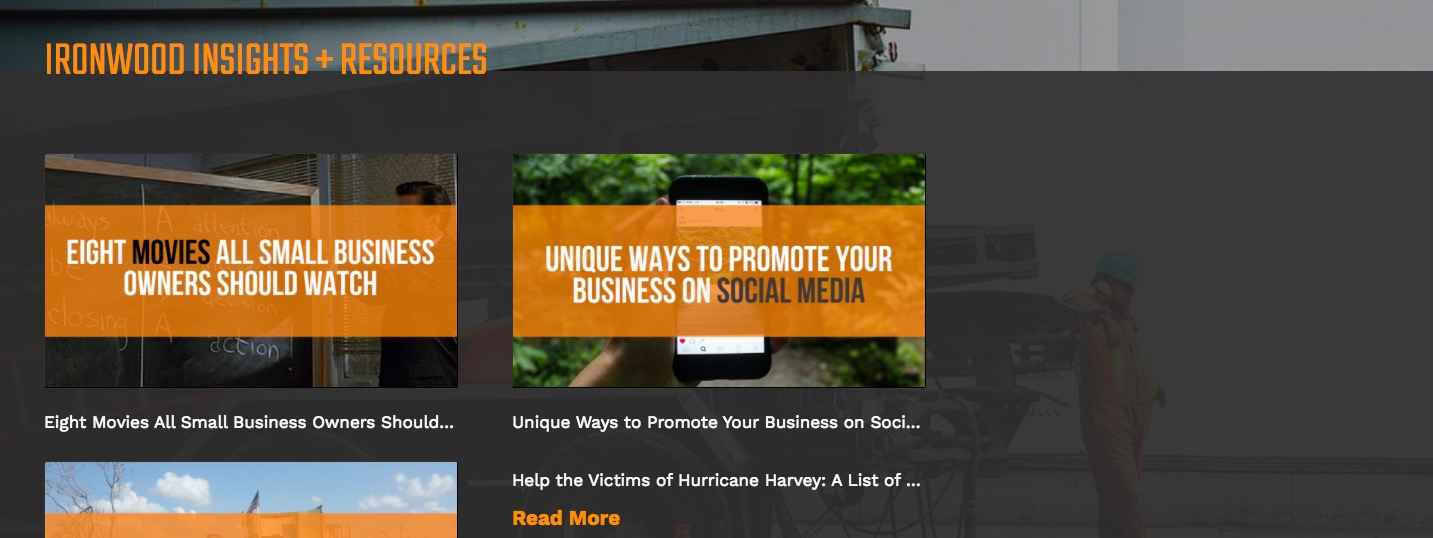 IRONWOOD INSIGHTS + RESOURCES
always A attention
be
closing A decision
action
EIGHT MOVIES ALL SMALL BUSINESS
OWNERS SHOULD WATCH
UNIQUE WAYS TO PROMOTE YOUR
BUSINESS ON SOCIAL MEDIA
Eight Movies All Small Business Owners Should...
Unique Ways to Promote Your Business on Soci...
Help the Victims of Hurricane Harvey: A List of ...
Read More